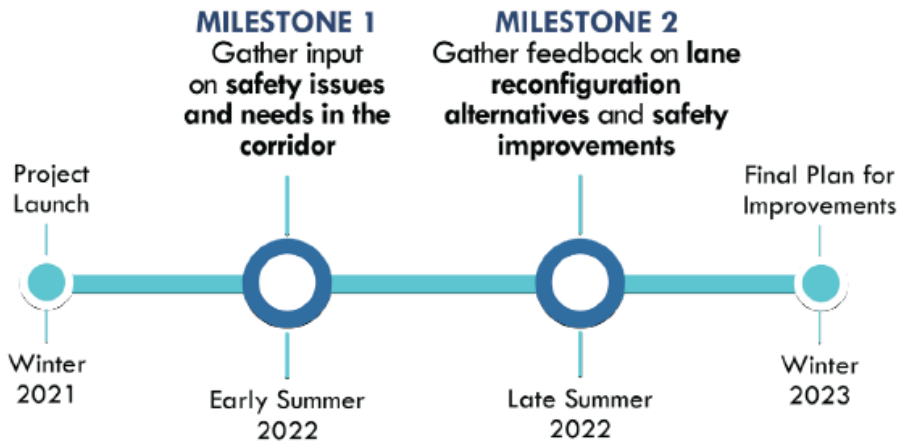 MILESTONE 1
Gather input
on safety issues
and needs in the
corridor
MILESTONE 2
Gather feedback on lane
reconfiguration
alternatives and safety
improvements
Project
Launch
Final Plan for
Improvements
Winter
2021
Early Summer
2022
Late Summer
2022
Winter
2023